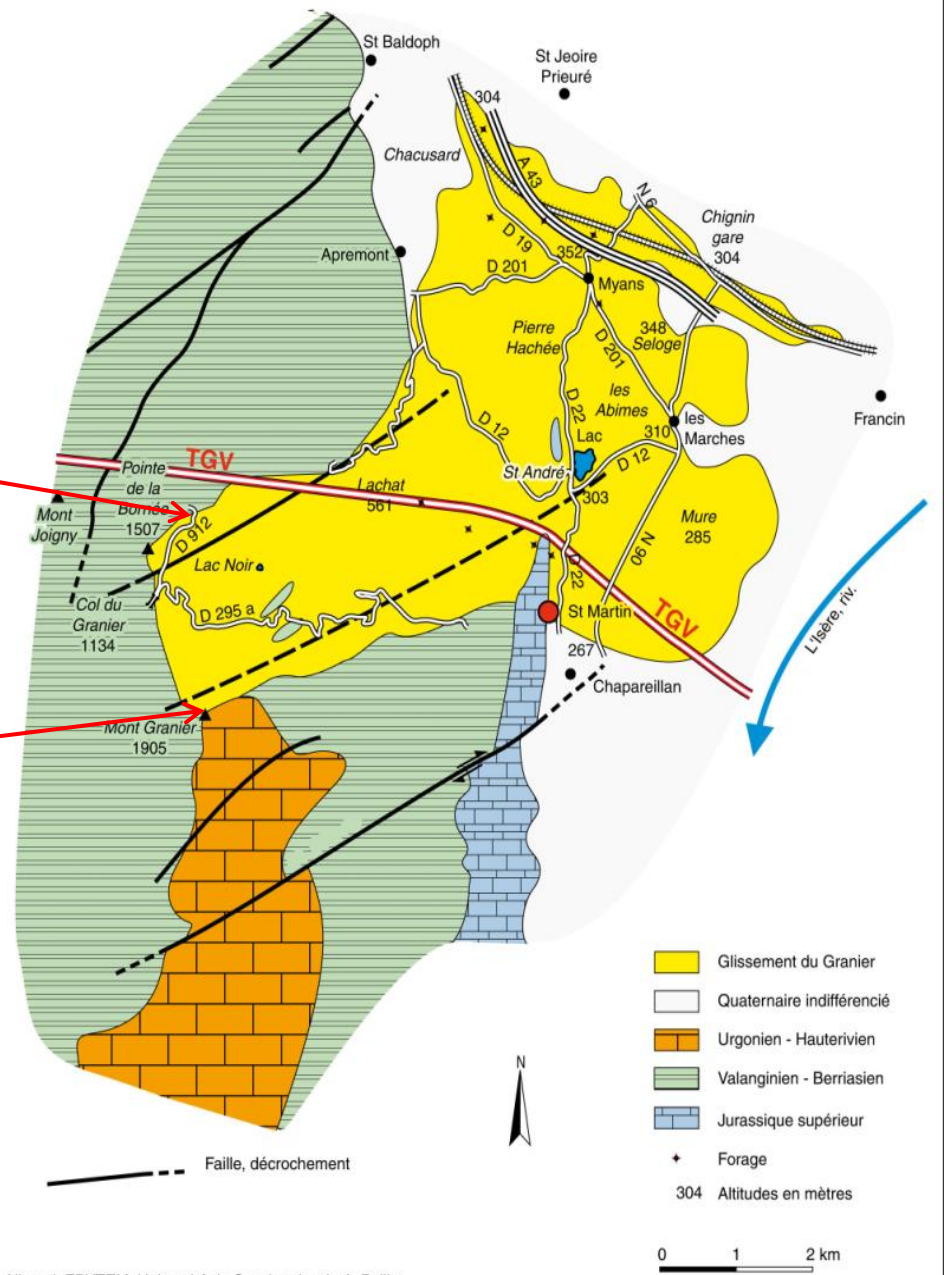 St Baldoph
St Jeoire
Prieuré
304
Chacusard
A 43
N 6
Chignin
gare
304
D 19
352
Apremont
D 201
Myans
Pierre
Hachée
348
Seloge
D 201
les
Abimes
D 22
Francin
les
Marches
310
Lac
D 12
D 12
St André
303
TGV
Pointe
de la
Bornée
1507
Lachat
561
Mont
Joigny
D 912
Mure
285
Lac Noir
N 90
D 22
Col du
Granier
1134
D 295 a
St Martin
TGV
L'Isère, riv.
267
Chapareillan
Mont Granier
1905
Glissement du Granier
Quaternaire indifférencié
Urgonien - Hauterivien
Valanginien - Berriasien
N
Jurassique supérieur
Forage
Faille, décrochement
304 Altitudes en mètres
0 1 2 km